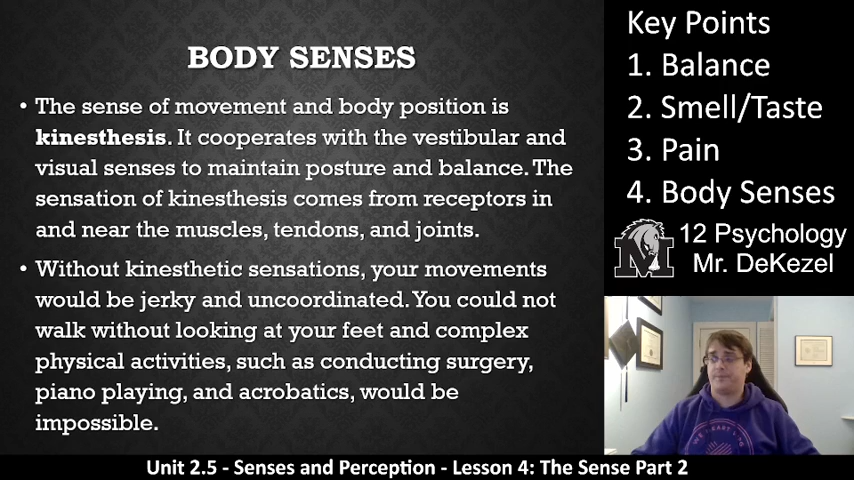 BODY SENSES
• The sense of movement and body position is
kinesthesis. It cooperates with the vestibular and
visual senses to maintain posture and balance. The
sensation of kinesthesis comes from receptors in
and near the muscles, tendons, and joints.
• Without kinesthetic sensations, your movements
would be jerky and uncoordinated. You could not
walk without looking at your feet and complex
physical activities, such as conducting surgery,
piano playing, and acrobatics, would be
impossible.
Key Points
1. Balance
2. Smell/Taste
3. Pain
4. Body Senses
M
12 Psychology
Mr. DeKezel
Unit 2.5 - Senses and Perception - Lesson 4: The Sense Part 2